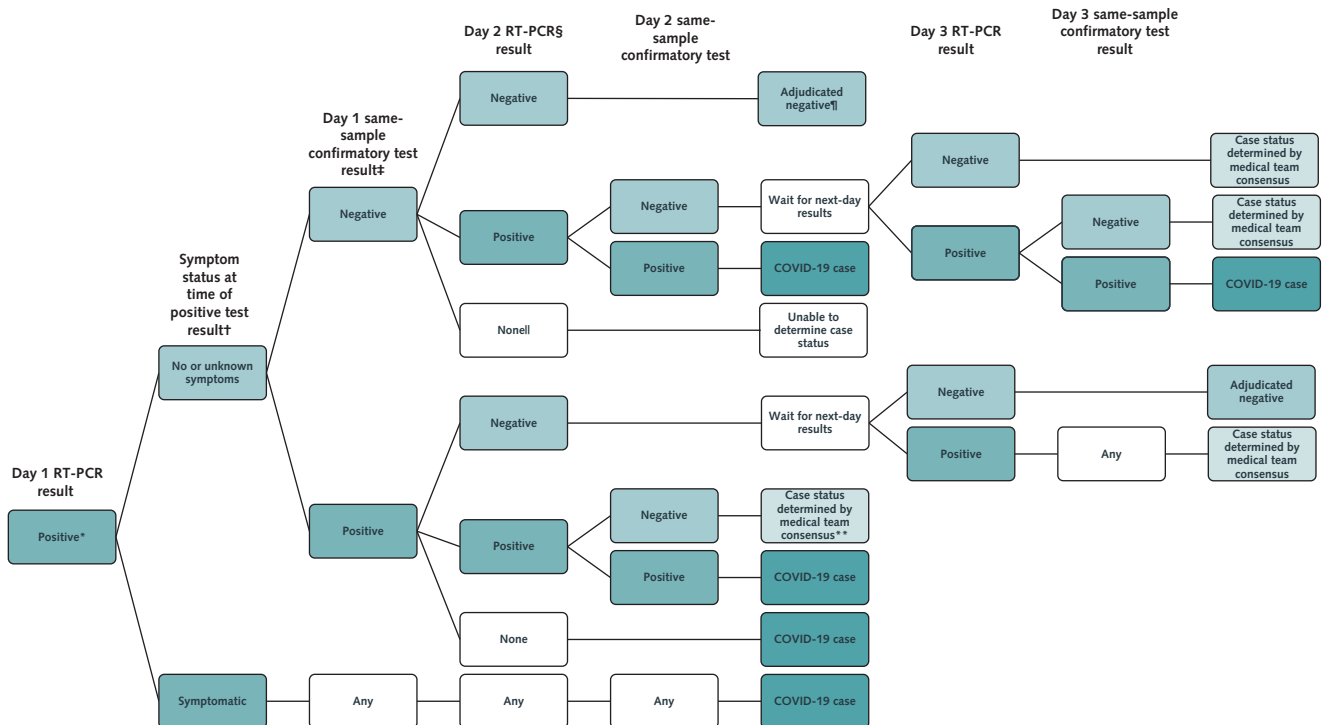 Day 2 RT-PCR§
result
Day 2 same-
sample
confirmatory test
Day 3 RT-PCR
result
Day 3 same-sample
confirmatory test
result
Negative
Adjudicated
negative¶
Day 1 same-
sample
confirmatory test
result‡
Negative
Case status
determined by
medical team
consensus
Negative
Negative
Wait for next-day
results
Negative
Case status
determined by
medical team
consensus
Positive
Positive
Symptom
status at
time of
positive test
result†
Positive
COVID-19 case
Positive
COVID-19 case
Nonell
Unable to
determine case
status
No or unknown
symptoms
Negative
Adjudicated
negative
Negative
Wait for next-day
results
Positive
Any
Case status
determined by
medical team
consensus
Day 1 RT-PCR
result
Positive*
Positive
Positive
Negative
Case status
determined by
medical team
consensus**
Positive
COVID-19 case
None
COVID-19 case
Symptomatic
Any
Any
Any
COVID-19 case